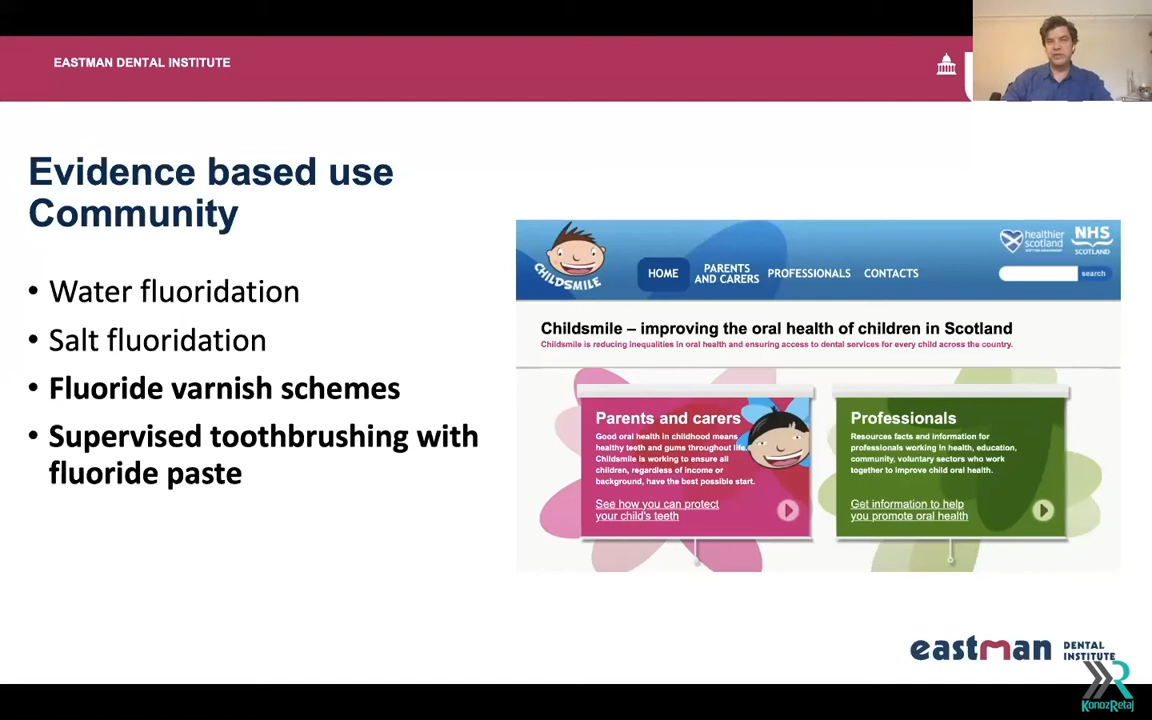 EASTMAN DENTAL INSTITUTE
Evidence based use
Community
• Water fluoridation
• Salt fluoridation
• Fluoride varnish schemes
• Supervised toothbrushing with
fluoride paste
CHILDSMILE
HOME
PARENTS
AND CARERS
PROFESSIONALS
CONTACTS
healthier
scotland
NHS
SCOTLAND
search
Childsmile – improving the oral health of children in Scotland
Childsmile is reducing inequalities in oral health and ensuring access to dental services for every child across the country.
Parents and carers
Good oral health in childhood means
healthy teeth and gums throughout life.
Childsmile is working to ensure all
children, regardless of income or
background, have the best possible start.
See how you can protect
your child's teeth
Professionals
Resources facts and information for
professionals working in health, education,
community, voluntary sectors who work
together to improve child oral health.
Get information to help
you promote oral health
eastman
DENTAL
INSTITUTE
KonozRetaj